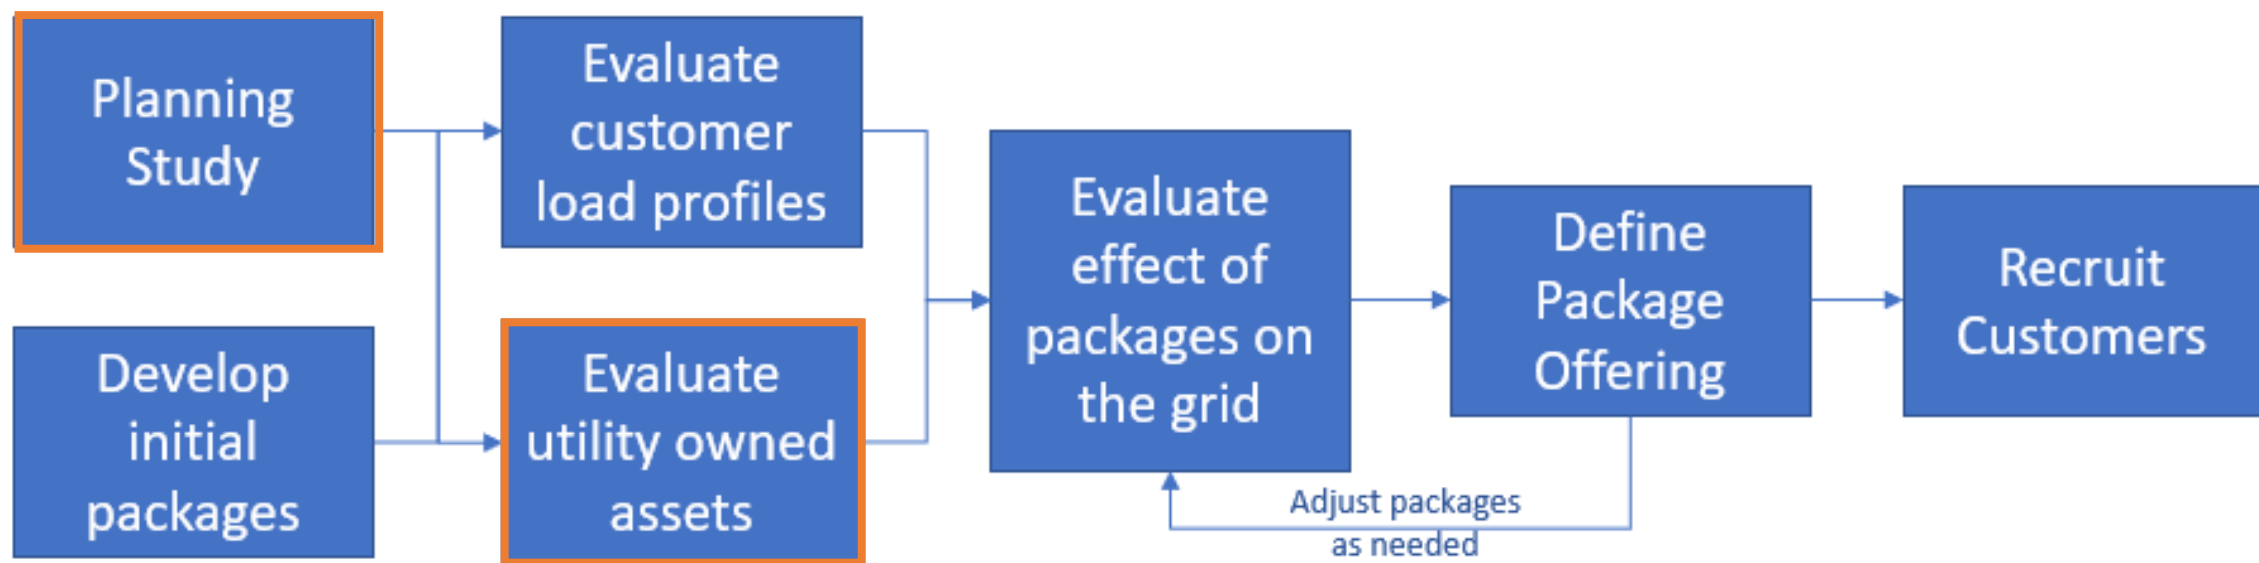 Planning
Study
Evaluate
customer
load profiles
Develop
initial
packages
Evaluate
utility owned
assets
Evaluate
effect of
packages on
the grid
Define
Package
Offering
Recruit
Customers
Adjust packages
as needed